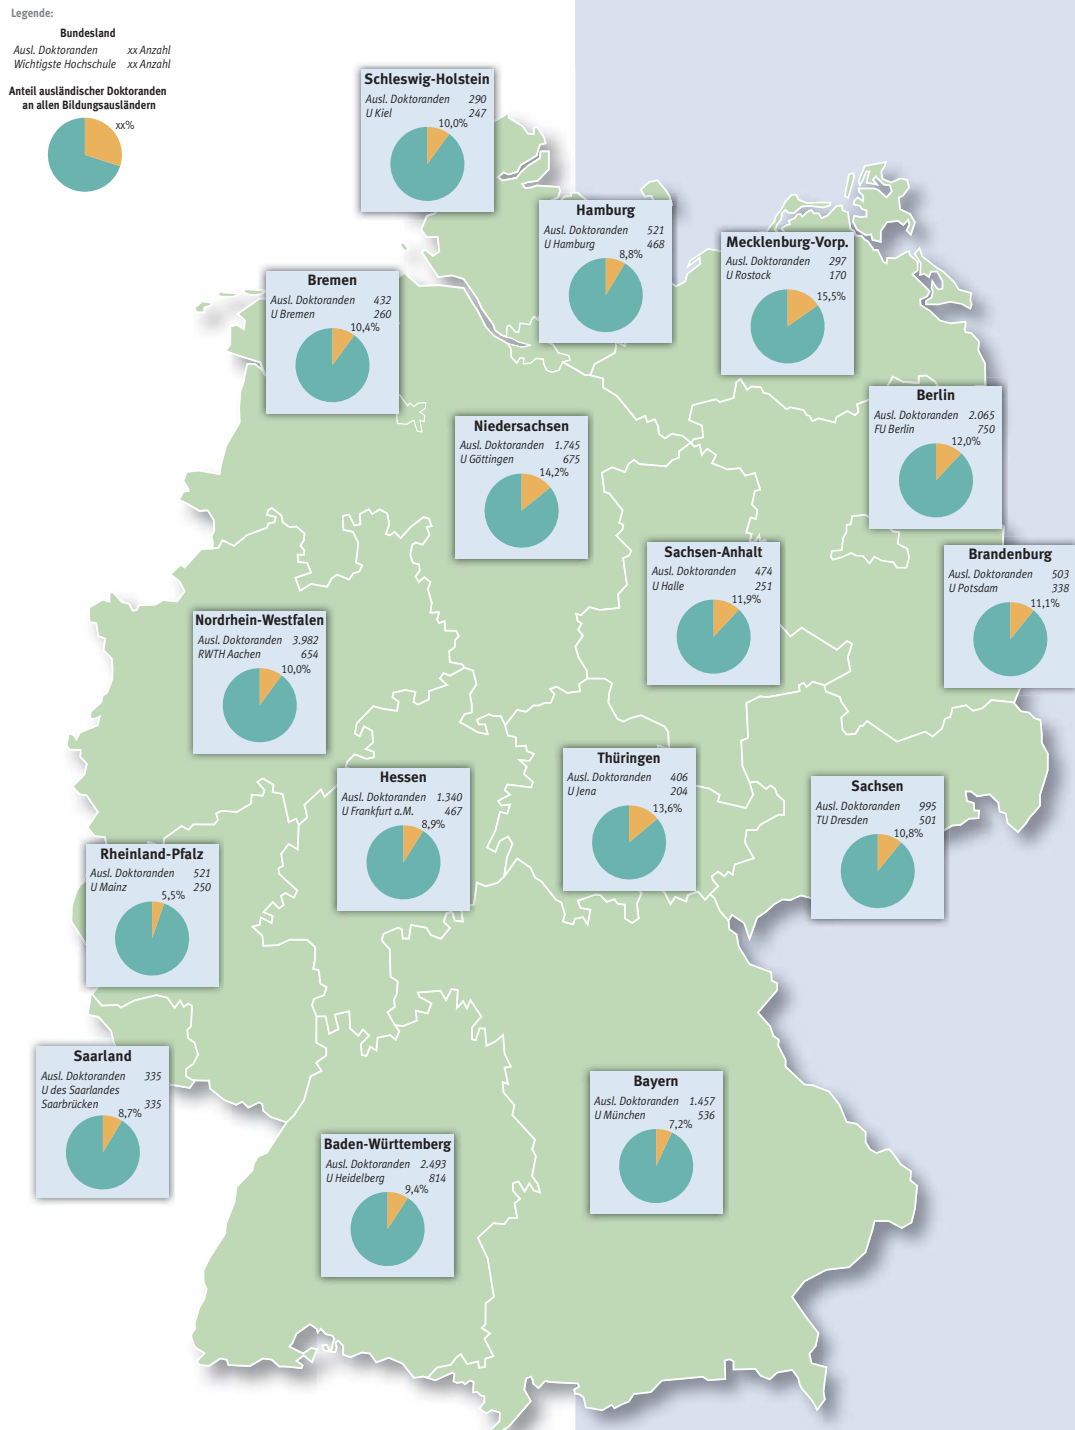 Legende:
Bundesland
Ausl. Doktoranden xx Anzahl
Wichtigste Hochschule xx Anzahl
Anteil ausländischer Doktoranden
an allen Bildungsausländern
xx%
Schleswig-Holstein
Ausl. Doktoranden 290
U Kiel 247
10,0%
Hamburg
Ausl. Doktoranden 521
U Hamburg 468
8,8%
Mecklenburg-Vorp.
Ausl. Doktoranden 297
U Rostock 170
15,5%
Bremen
Ausl. Doktoranden 432
U Bremen 260
10,4%
Berlin
Ausl. Doktoranden 2.065
FU Berlin 750
12,0%
Niedersachsen
Ausl. Doktoranden 1.745
U Göttingen 675
14,2%
Sachsen-Anhalt
Ausl. Doktoranden 474
U Halle 251
11,9%
Brandenburg
Ausl. Doktoranden 503
U Potsdam 338
11,1%
Nordrhein-Westfalen
Ausl. Doktoranden 3.982
RWTH Aachen 654
10,0%
Thüringen
Ausl. Doktoranden 406
U Jena 204
13,6%
Hessen
Ausl. Doktoranden 1.340
U Frankfurt a.M. 467
8,9%
Sachsen
Ausl. Doktoranden 995
TU Dresden 501
10,8%
Rheinland-Pfalz
Ausl. Doktoranden 521
U Mainz 250
5,5%
Saarland
Ausl. Doktoranden 335
U des Saarlandes
Saarbrücken 335
8,7%
Bayern
Ausl. Doktoranden 1.457
U München 536
7,2%
Baden-Württemberg
Ausl. Doktoranden 2.493
U Heidelberg 814
9,4%